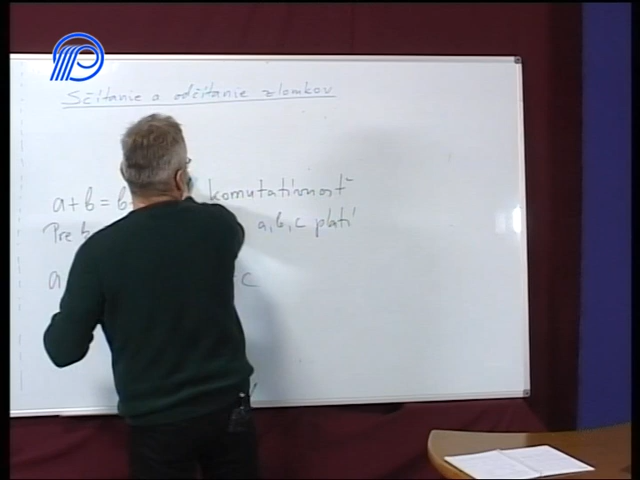 Sčítanie a odčítanie zlomkov
a + b = b komutatívnosť
Pre a, b, c platí
a c